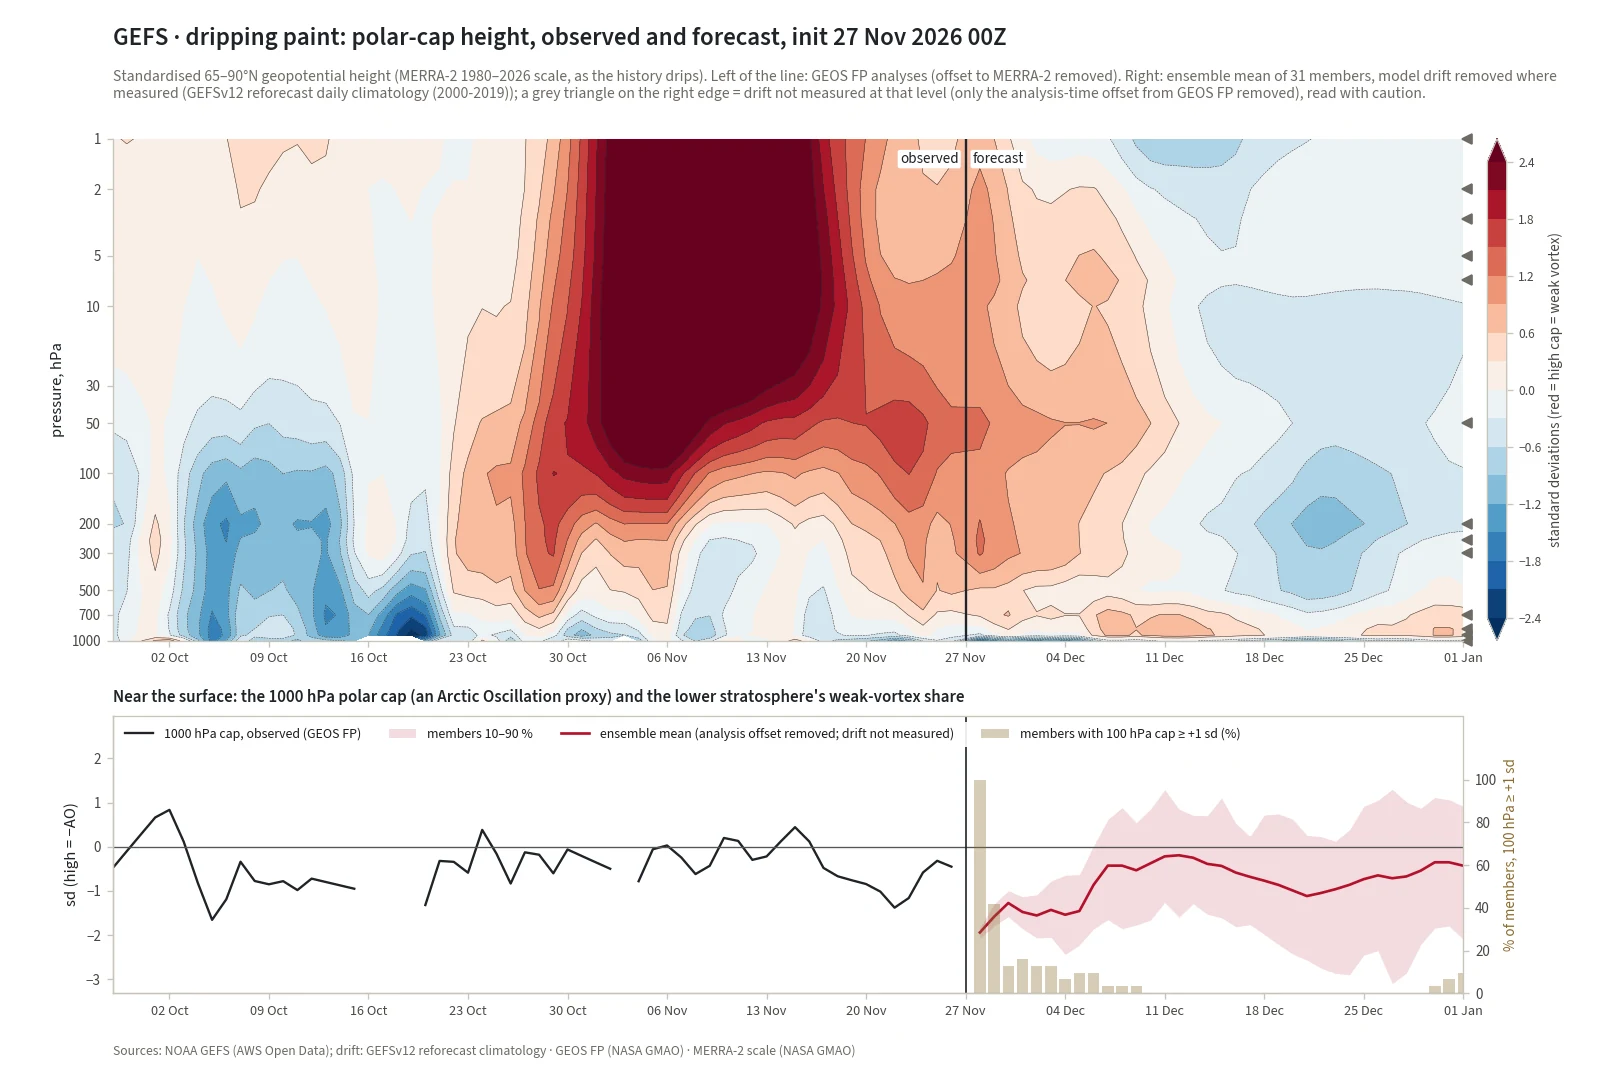 GEFS · dripping paint: polar-cap height, observed and forecast, init 27 Nov 2026 00Z
Standardised 65–90°N geopotential height (MERRA-2 1980–2026 scale, as the history drips). Left of the line: GEOS FP analyses (offset to MERRA-2 removed). Right: ensemble mean of 31 members, model drift removed where
measured (GEFSv12 reforecast daily climatology (2000-2019)); a grey triangle on the right edge = drift not measured at that level (only the analysis-time offset from GEOS FP removed), read with caution.
pressure, hPa
1
2
5
10
30
50
100
200
300
500
700
1000
observed
forecast
02 Oct
09 Oct
16 Oct
23 Oct
30 Oct
06 Nov
13 Nov
20 Nov
27 Nov
04 Dec
11 Dec
18 Dec
25 Dec
01 Jan
2.4
1.8
1.2
0.6
0.0
−0.6
−1.2
−1.8
−2.4
standard deviations (red = high cap = weak vortex)
Near the surface: the 1000 hPa polar cap (an Arctic Oscillation proxy) and the lower stratosphere's weak-vortex share
1000 hPa cap, observed (GEOS FP)
members 10–90 %
ensemble mean (analysis offset removed; drift not measured)
members with 100 hPa cap ≥ +1 sd (%)
sd (high = −AO)
2
1
0
−1
−2
−3
100
80
60
40
20
0
% of members, 100 hPa ≥ +1 sd
02 Oct
09 Oct
16 Oct
23 Oct
30 Oct
06 Nov
13 Nov
20 Nov
27 Nov
04 Dec
11 Dec
18 Dec
25 Dec
01 Jan
Sources: NOAA GEFS (AWS Open Data); drift: GEFSv12 reforecast climatology · GEOS FP (NASA GMAO) · MERRA-2 scale (NASA GMAO)